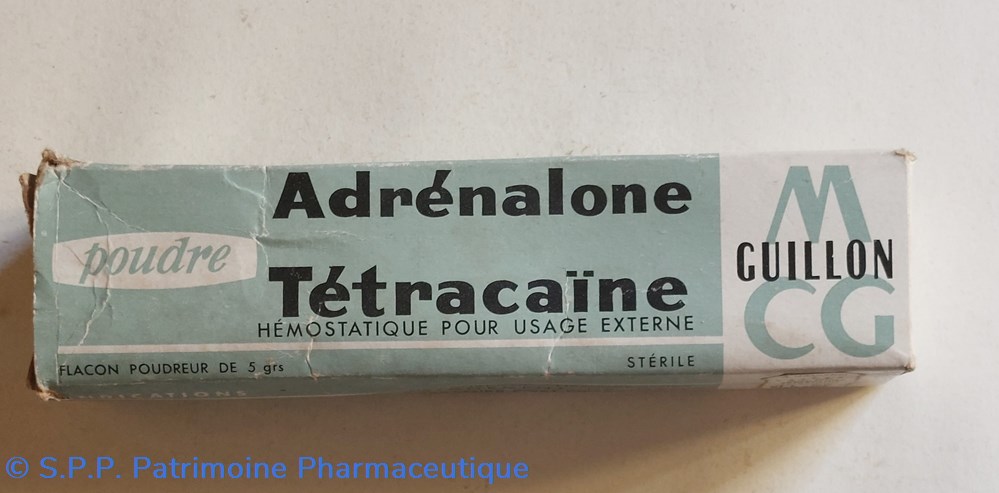 Adrénalone
poudre
Tétracaïne
HÉMOSTATIQUE POUR USAGE EXTERNE
FLACON POUDREUR DE 5 grs
STÉRILE
M
GUILLON
CG
© S.P.P. Patrimoine Pharmaceutique